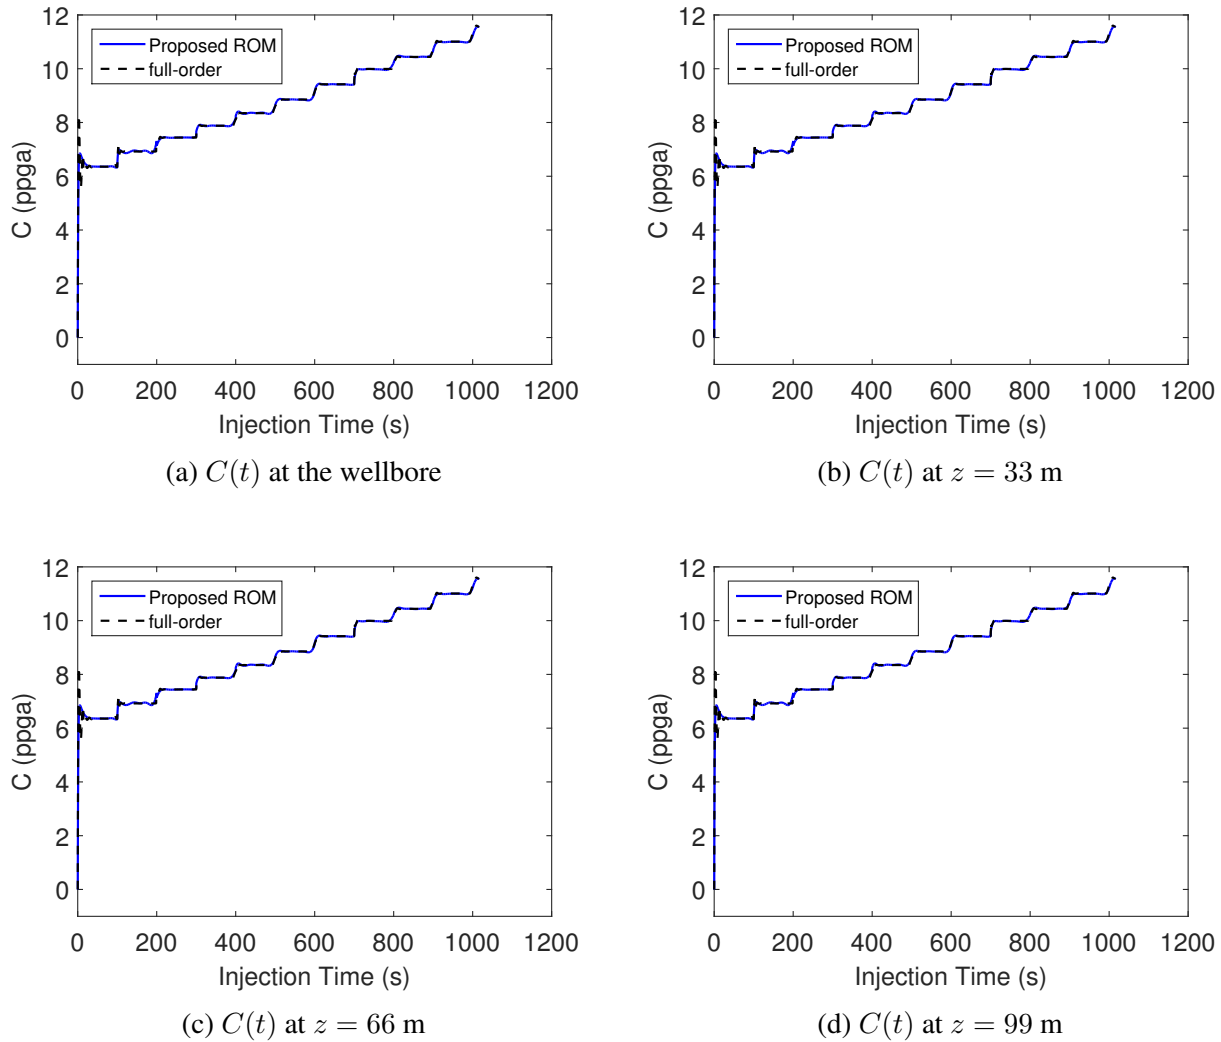 12
10
8
6
4
2
0
C (ppga)
Proposed ROM
full-order
0 200 400 600 800 1000 1200
Injection Time (s)
(a) C(t) at the wellbore
12
10
8
6
4
2
0
C (ppga)
Proposed ROM
full-order
0 200 400 600 800 1000 1200
Injection Time (s)
(b) C(t) at z = 33 m
12
10
8
6
4
2
0
C (ppga)
Proposed ROM
full-order
0 200 400 600 800 1000 1200
Injection Time (s)
(c) C(t) at z = 66 m
12
10
8
6
4
2
0
C (ppga)
Proposed ROM
full-order
0 200 400 600 800 1000 1200
Injection Time (s)
(d) C(t) at z = 99 m